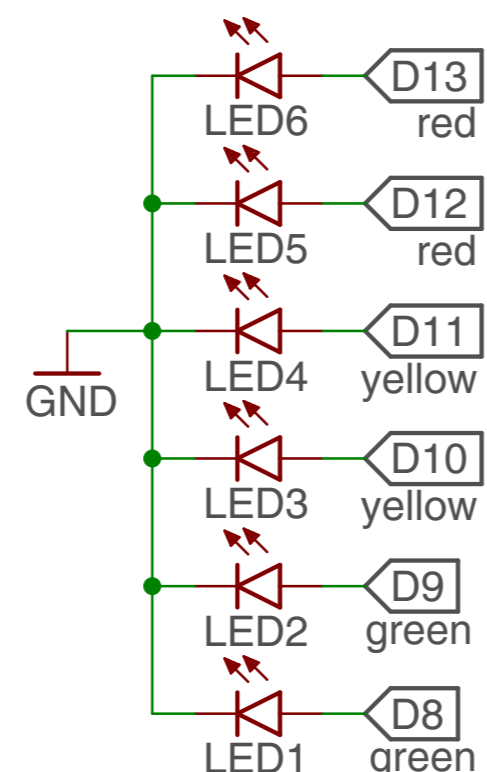 D13
LED6
red
D12
LED5
red
D11
LED4
yellow
GND
D10
LED3
yellow
D9
LED2
green
D8
LED1
green